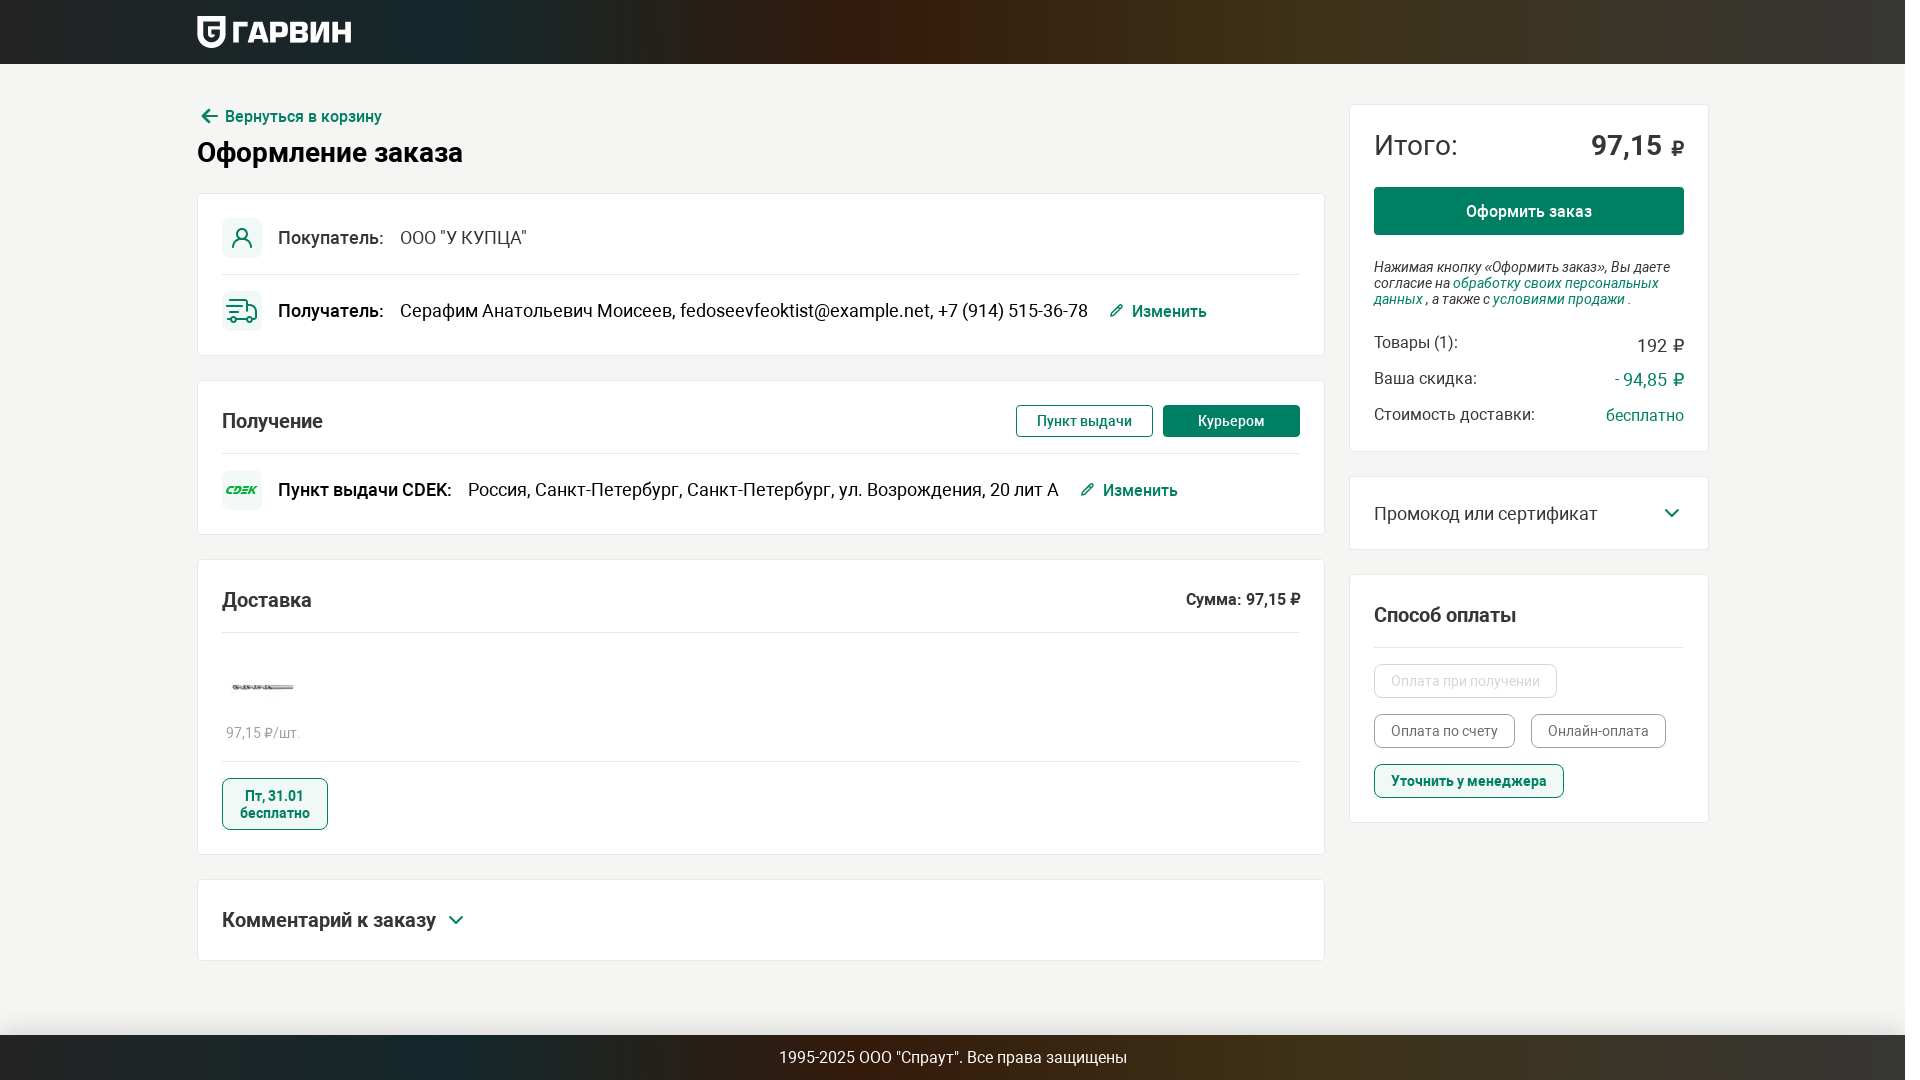 ГАРВИН
Вернуться в корзину
Оформление заказа
Покупатель: ООО "У КУПЦА"
Получатель: Серафим Анатольевич Моисеев, fedoseevfeoktist@example.net, +7 (914) 515-36-78 Изменить
Получение
Пункт выдачи
Курьером
CDEK
Пункт выдачи CDEK: Россия, Санкт-Петербург, Санкт-Петербург, ул. Возрождения, 20 лит А Изменить
Доставка
Сумма: 97,15 ₽
97,15 ₽/шт.
Пт, 31.01
бесплатно
Комментарий к заказу
Итого: 97,15 ₽
Оформить заказ
Нажимая кнопку «Оформить заказ», Вы даете
согласие на обработку своих персональных
данных , а также с условиями продажи .
Товары (1): 192 ₽
Ваша скидка: - 94,85 ₽
Стоимость доставки: бесплатно
Промокод или сертификат
Способ оплаты
Оплата при получении
Оплата по счету
Онлайн-оплата
Уточнить у менеджера
1995-2025 ООО "Спраут". Все права защищены